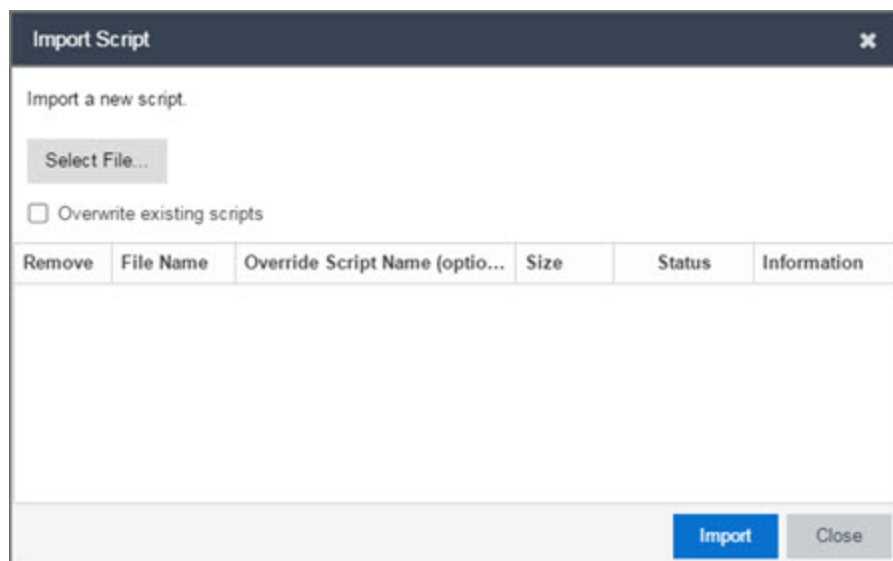 Import Script
Import a new script.
Select File...
Overwrite existing scripts
Remove File Name Override Script Name (optio... Size Status Information
Import Close